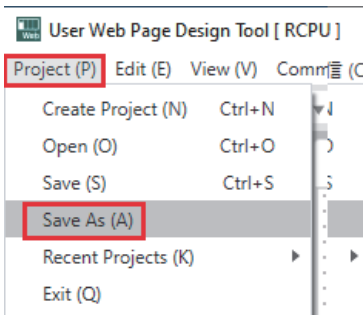 Web
User Web Page Design Tool [ RCPU ]
Project (P) Edit (E) View (V)
Create Project (N) Ctrl+N
Open (O) Ctrl+O
Save (S) Ctrl+S
Save As (A)
Recent Projects (K)
Exit (Q)